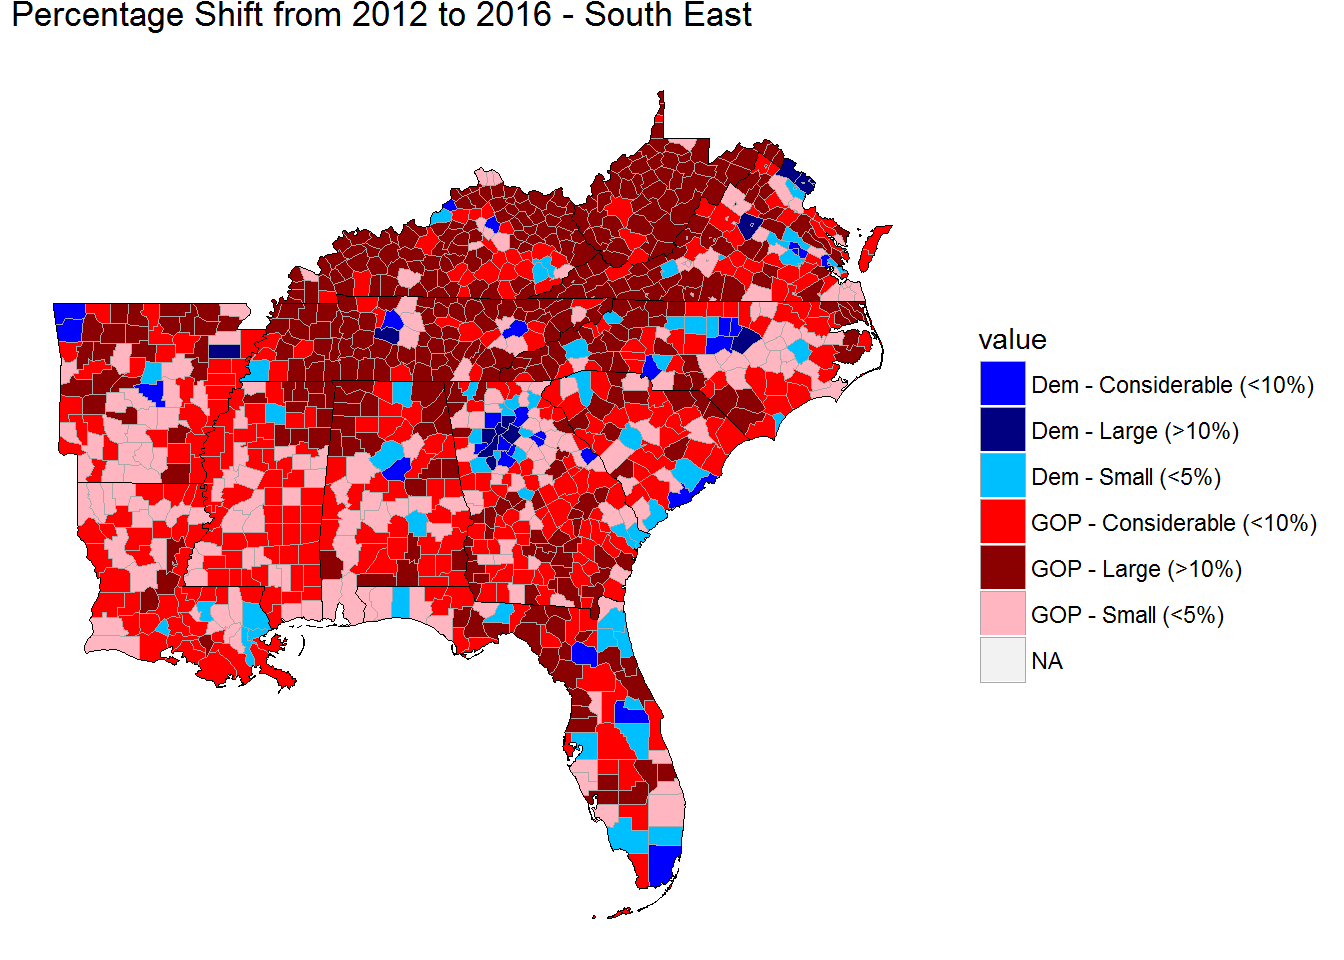 Percentage Shift from 2012 to 2016 - South East
value
Dem - Considerable (<10%)
Dem - Large (>10%)
Dem - Small (<5%)
GOP - Considerable (<10%)
GOP - Large (>10%)
GOP - Small (<5%)
NA